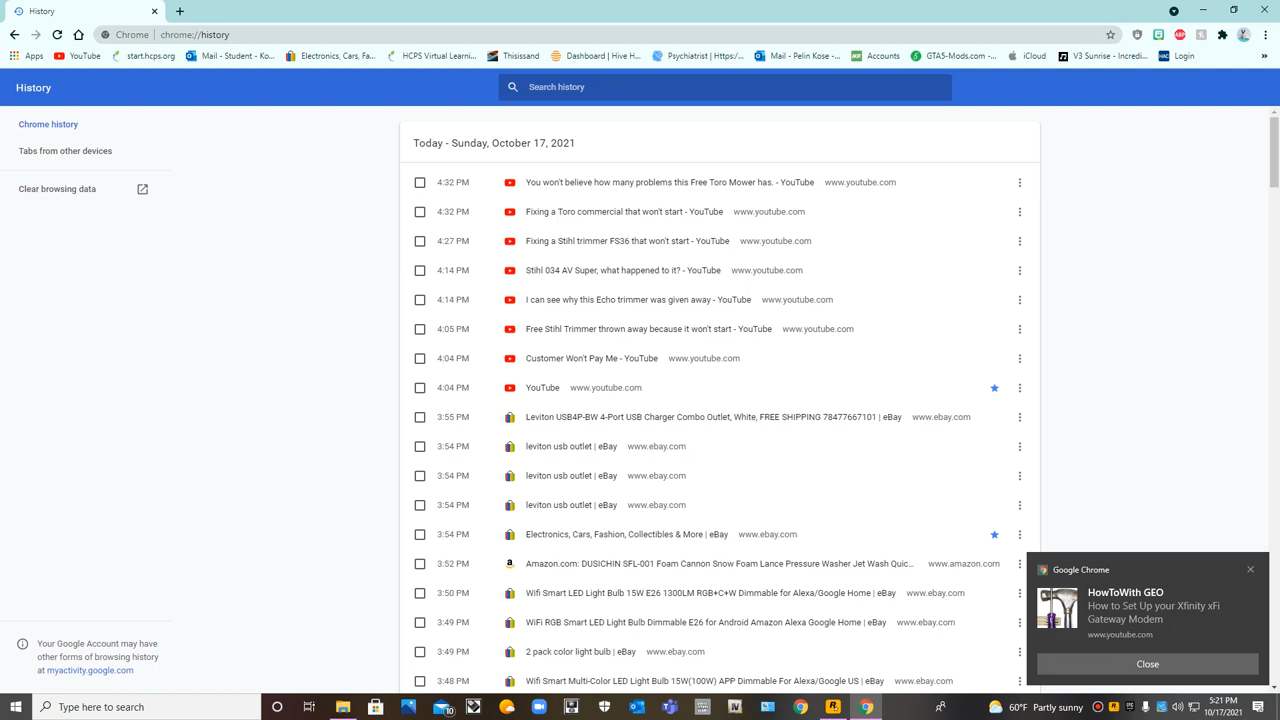 History
Chrome chrome://history
Apps YouTube start.hcps.org Mail - Student - Ko... Electronics, Cars, Fa... HCPS Virtual Learni... Thissisand Dashboard | Hive H... Psychiatrist | Https:/... Mail - Pelin Kose -... Accounts GTA5-Mods.com -... iCloud V3 Sunrise - Incredi... Login »
History
Search history
Chrome history
Tabs from other devices
Clear browsing data
Today - Sunday, October 17, 2021
4:32 PM You won't believe how many problems this Free Toro Mower has. - YouTube www.youtube.com
4:32 PM Fixing a Toro commercial that won't start - YouTube www.youtube.com
4:27 PM Fixing a Stihl trimmer FS36 that won't start - YouTube www.youtube.com
4:14 PM Stihl 034 AV Super, what happened to it? - YouTube www.youtube.com
4:14 PM I can see why this Echo trimmer was given away - YouTube www.youtube.com
4:05 PM Free Stihl Trimmer thrown away because it won't start - YouTube www.youtube.com
4:04 PM Customer Won't Pay Me - YouTube www.youtube.com
4:04 PM YouTube www.youtube.com
3:55 PM Leviton USB4P-BW 4-Port USB Charger Combo Outlet, White, FREE SHIPPING 78477667101 | eBay www.ebay.com
3:54 PM leviton usb outlet | eBay www.ebay.com
3:54 PM leviton usb outlet | eBay www.ebay.com
3:54 PM leviton usb outlet | eBay www.ebay.com
3:54 PM Electronics, Cars, Fashion, Collectibles & More | eBay www.ebay.com
3:52 PM Amazon.com: DUSICHIN SFL-001 Foam Cannon Snow Foam Lance Pressure Washer Jet Wash Quic... www.amazon.com
3:50 PM Wifi Smart LED Light Bulb 15W E26 1300LM RGB+C+W Dimmable for Alexa/Google Home | eBay www.ebay.com
3:49 PM WiFi RGB Smart LED Light Bulb Dimmable E26 for Android Amazon Alexa Google Home | eBay www.ebay.com
3:49 PM 2 pack color light bulb | eBay www.ebay.com
3:48 PM Wifi Smart Multi-Color LED Light Bulb 15W(100W) APP Dimmable For Alexa/Google US | eBay www.ebay.com
Your Google Account may have
other forms of browsing history
at myactivity.google.com
Google Chrome
HowToWith GEO
How to Set Up your Xfinity xFi
Gateway Modem
www.youtube.com
Close
Type here to search
60°F Partly sunny
5:21 PM
10/17/2021